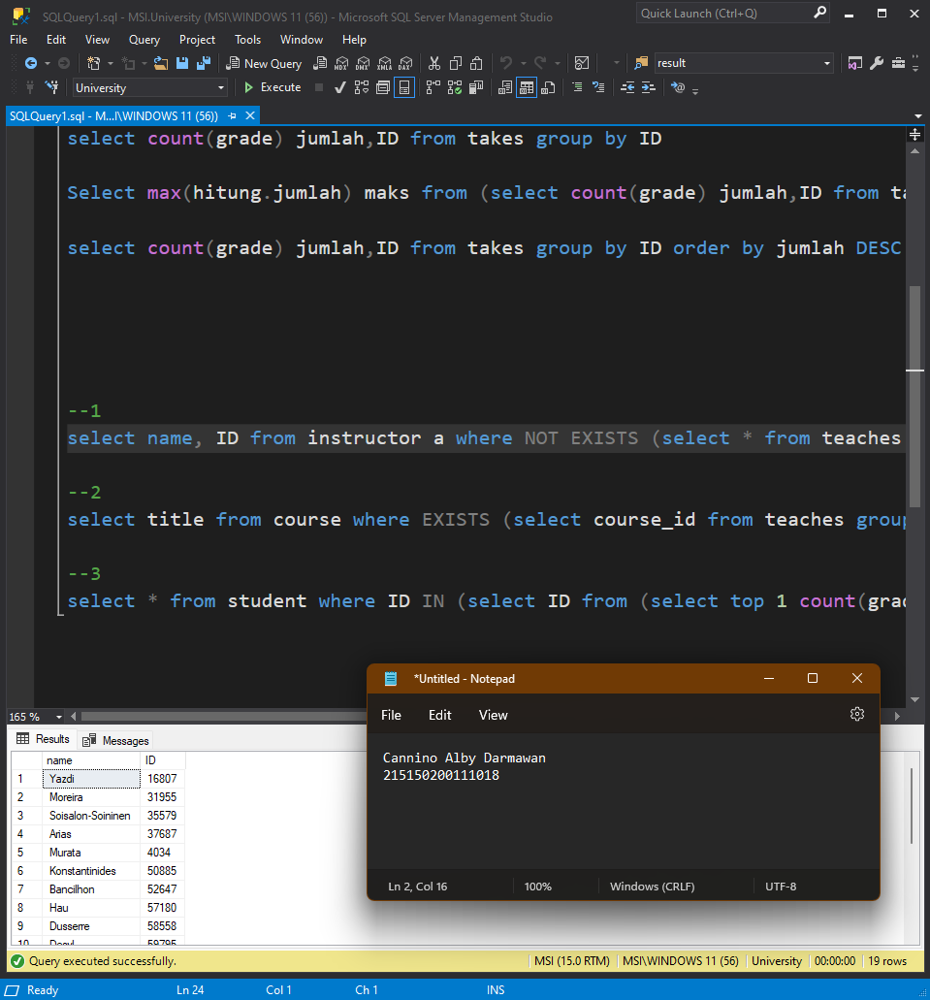 SQLQuery1.sql - MSI.University (MSI\WINDOWS 11 (56)) - Microsoft SQL Server Management Studio
Quick Launch (Ctrl+Q)
File Edit View Query Project Tools Window Help
New Query MDX DMX XMLA DAX result
University Execute
SQLQuery1.sql - M...I\WINDOWS 11 (56))
select count(grade) jumlah,ID from takes group by ID
Select max(hitung.jumlah) maks from (select count(grade) jumlah,ID from ta
select count(grade) jumlah,ID from takes group by ID order by jumlah DESC
--1
select name, ID from instructor a where NOT EXISTS (select * from teaches
--2
select title from course where EXISTS (select course_id from teaches group
--3
select * from student where ID IN (select ID from (select top 1 count(grad
*Untitled - Notepad
File Edit View
Cannino Alby Darmawan
215150200111018
Ln 2, Col 16 100% Windows (CRLF) UTF-8
165 %
Results Messages
name ID
1 Yazdi 16807
2 Moreira 31955
3 Soisalon-Soininen 35579
4 Arias 37687
5 Murata 4034
6 Konstantinides 50885
7 Bancilhon 52647
8 Hau 57180
9 Dusserre 58558
10 59795
Query executed successfully. MSI (15.0 RTM) MSI\WINDOWS 11 (56) University 00:00:00 19 rows
Ready Ln 24 Col 1 Ch 1 INS